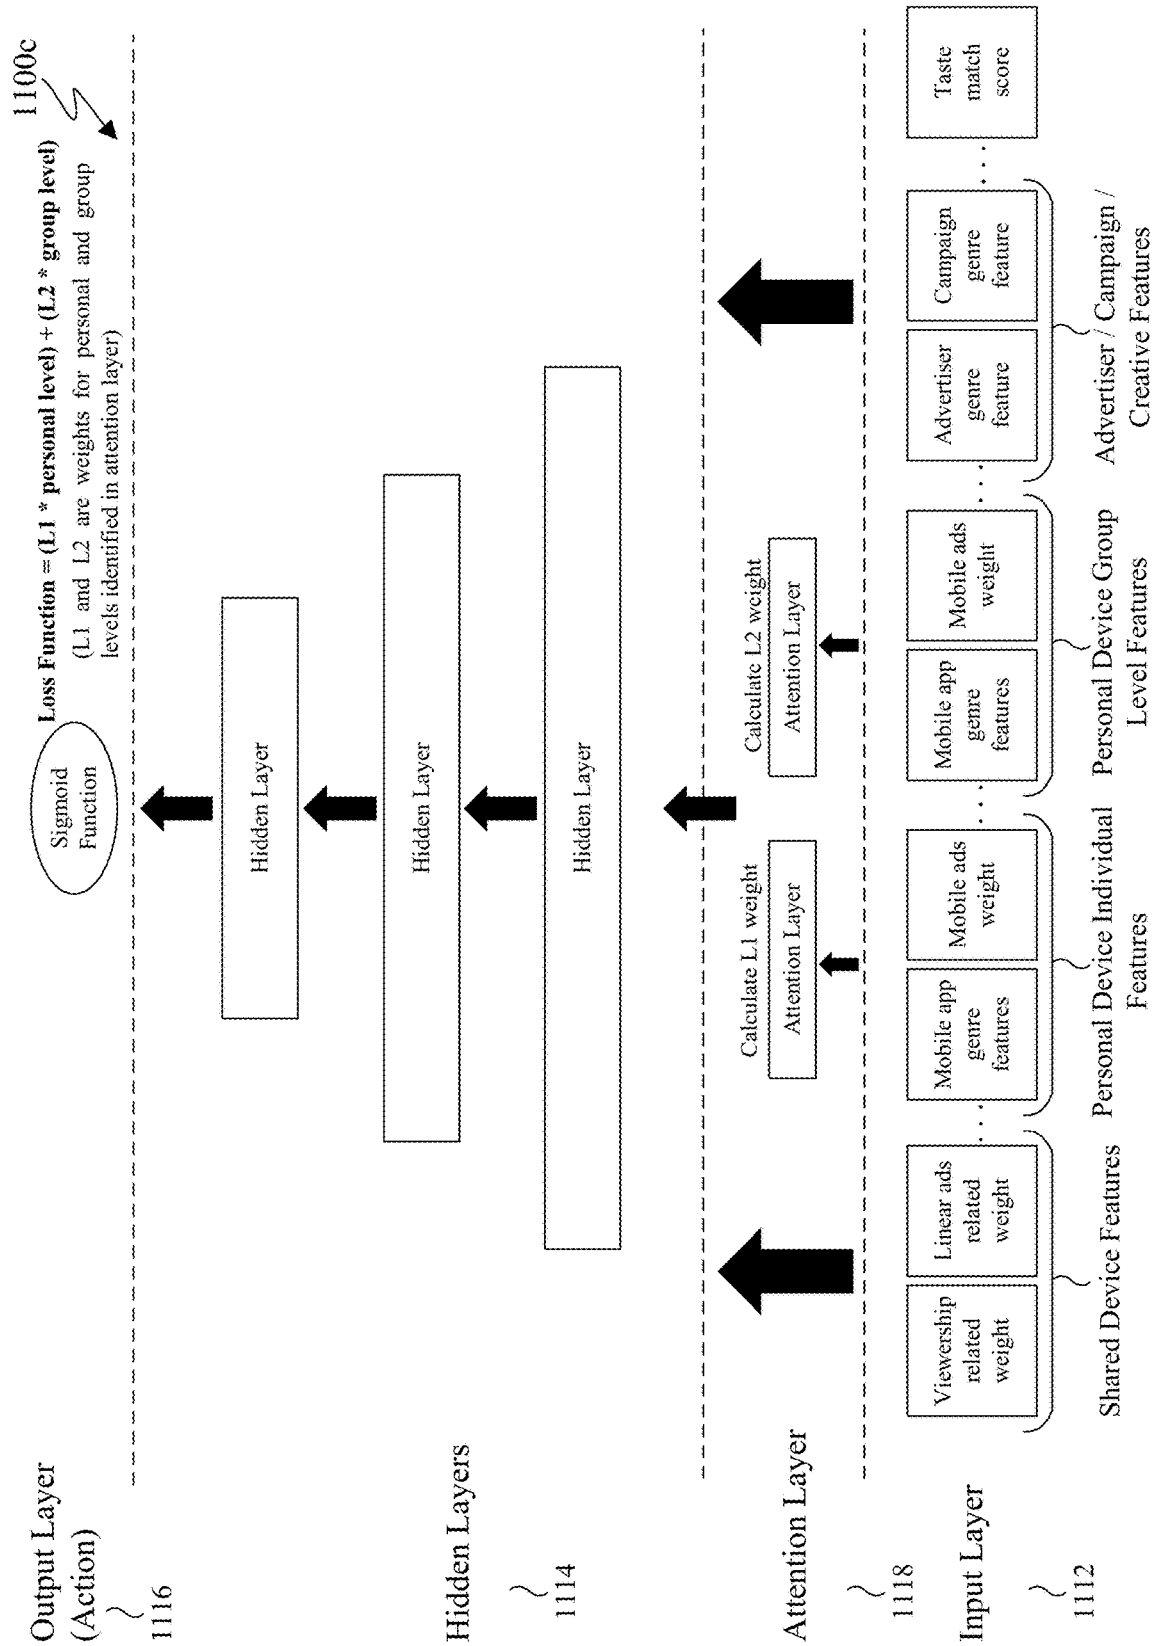 1100c
Output Layer
(Action)
1116
Sigmoid
Function
Loss Function = (L1 * personal level) + (L2 * group level)
(L1 and L2 are weights for personal and group
levels identified in attention layer)
Hidden Layers
1114
Hidden Layer
Hidden Layer
Hidden Layer
Attention Layer
1118
Calculate L1 weight
Attention Layer
Calculate L2 weight
Attention Layer
Input Layer
1112
Viewership
related
weight
Linear ads
related
weight
. . .
Mobile app
genre
features
Mobile ads
weight
. . .
Mobile app
genre
features
Mobile ads
weight
. . .
Advertiser
genre
feature
Campaign
genre
feature
. . .
Taste
match
score
Shared Device Features
Personal Device Individual
Features
Personal Device Group
Level Features
Advertiser / Campaign /
Creative Features